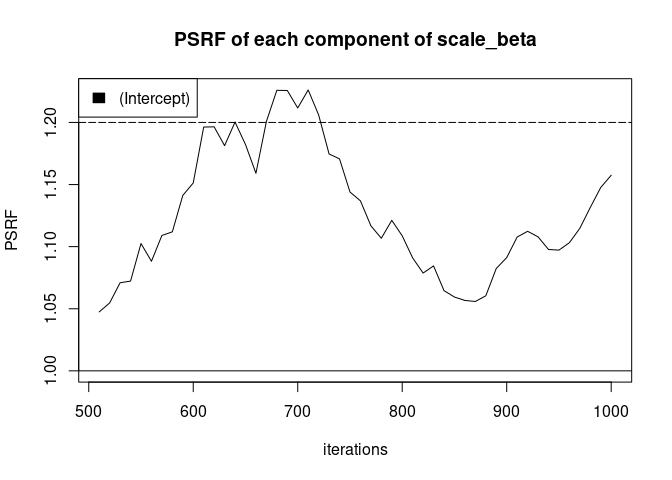 PSRF of each component of scale_beta
(Intercept)
PSRF
1.20
1.15
1.10
1.05
1.00
500 600 700 800 900 1000
iterations